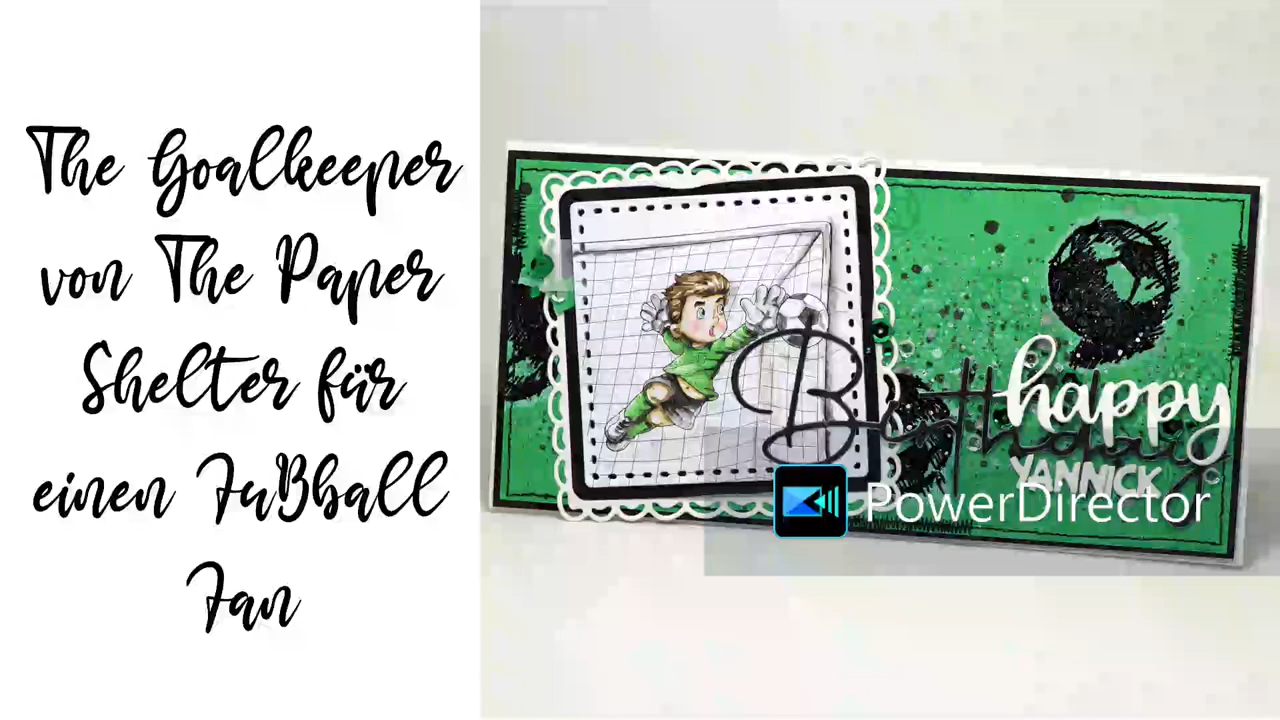 The Goalkeeper
von The Paper
Shelter für
einen Fußball
Fan
happy
Birthday
YANNICK
PowerDirector